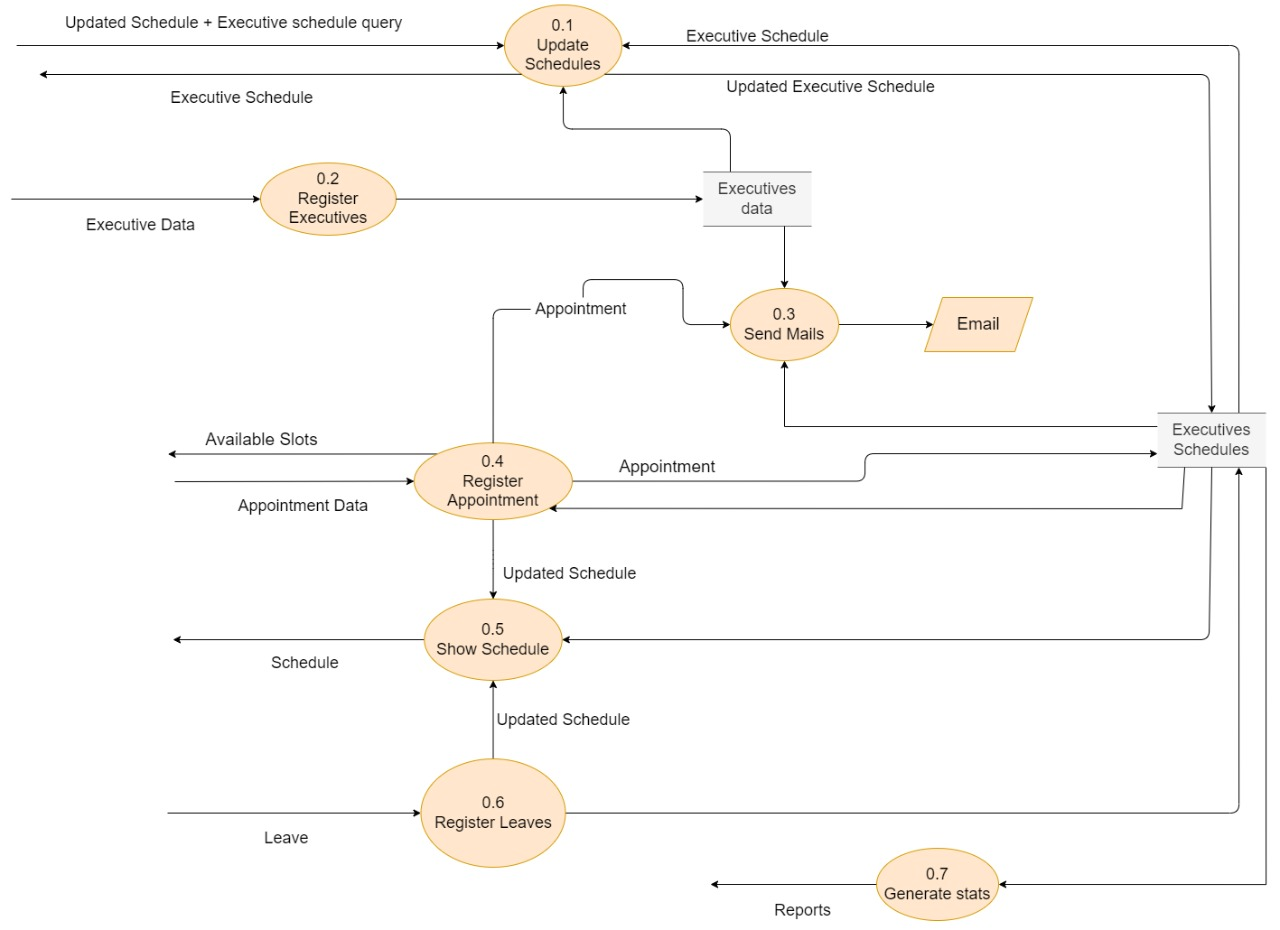 Updated Schedule + Executive schedule query
0.1
Update
Schedules
Executive Schedule
Executive Schedule
Updated Executive Schedule
0.2
Register
Executives
Executive Data
Executives
data
Appointment
0.3
Send Mails
Email
Executives
Schedules
Available Slots
0.4
Register
Appointment
Appointment
Appointment Data
Updated Schedule
0.5
Show Schedule
Schedule
Updated Schedule
0.6
Register Leaves
Leave
0.7
Generate stats
Reports